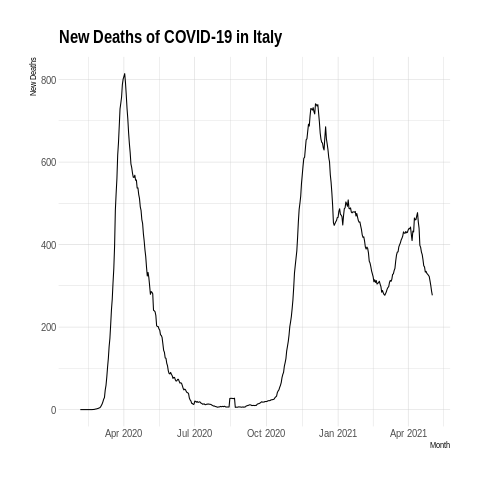 New Deaths of COVID-19 in Italy
New Deaths
800
600
400
200
0
Apr 2020 Jul 2020 Oct 2020 Jan 2021 Apr 2021
Month